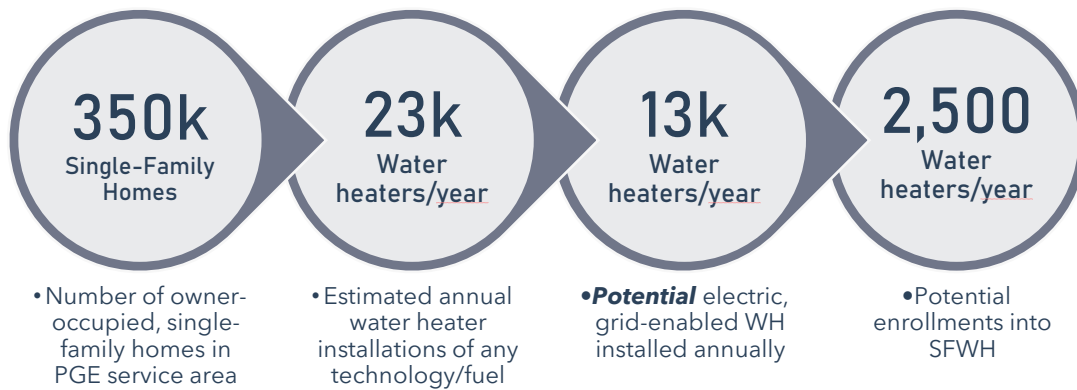 350k
Single-Family
Homes
23k
Water
heaters/year
13k
Water
heaters/year
2,500
Water
heaters/year
•Number of owner-
occupied, single-
family homes in
PGE service area
•Estimated annual
water heater
installations of any
technology/fuel
•Potential electric,
grid-enabled WH
installed annually
•Potential
enrollments into
SFWH